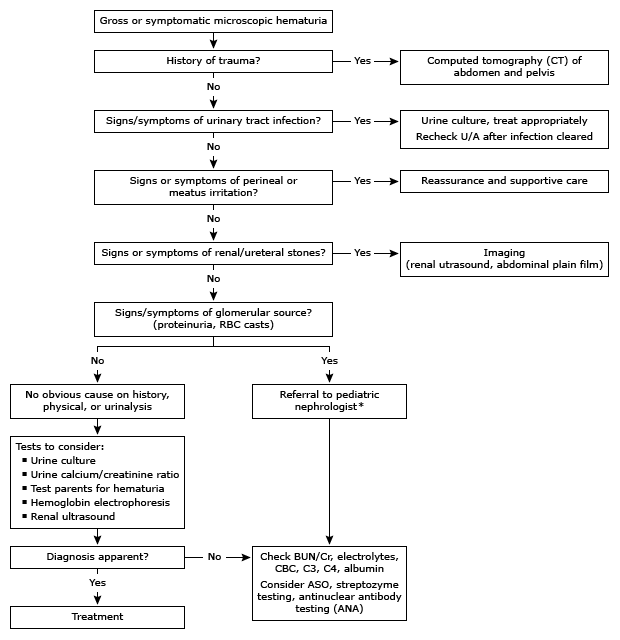 Gross or symptomatic microscopic hematuria
History of trauma?
Yes
Computed tomography (CT) of
abdomen and pelvis
No
Signs/symptoms of urinary tract infection?
Yes
Urine culture, treat appropriately
Recheck U/A after infection cleared
No
Signs or symptoms of perineal or
meatus irritation?
Yes
Reassurance and supportive care
No
Signs or symptoms of renal/ureteral stones?
Yes
Imaging
(renal utrasound, abdominal plain film)
No
Signs/symptoms of glomerular source?
(proteinuria, RBC casts)
No
Yes
No obvious cause on history,
physical, or urinalysis
Referral to pediatric
nephrologist*
Tests to consider:
▪ Urine culture
▪ Urine calcium/creatinine ratio
▪ Test parents for hematuria
▪ Hemoglobin electrophoresis
▪ Renal ultrasound
Diagnosis apparent?
No
Check BUN/Cr, electrolytes,
CBC, C3, C4, albumin
Consider ASO, streptozyme
testing, antinuclear antibody
testing (ANA)
Yes
Treatment